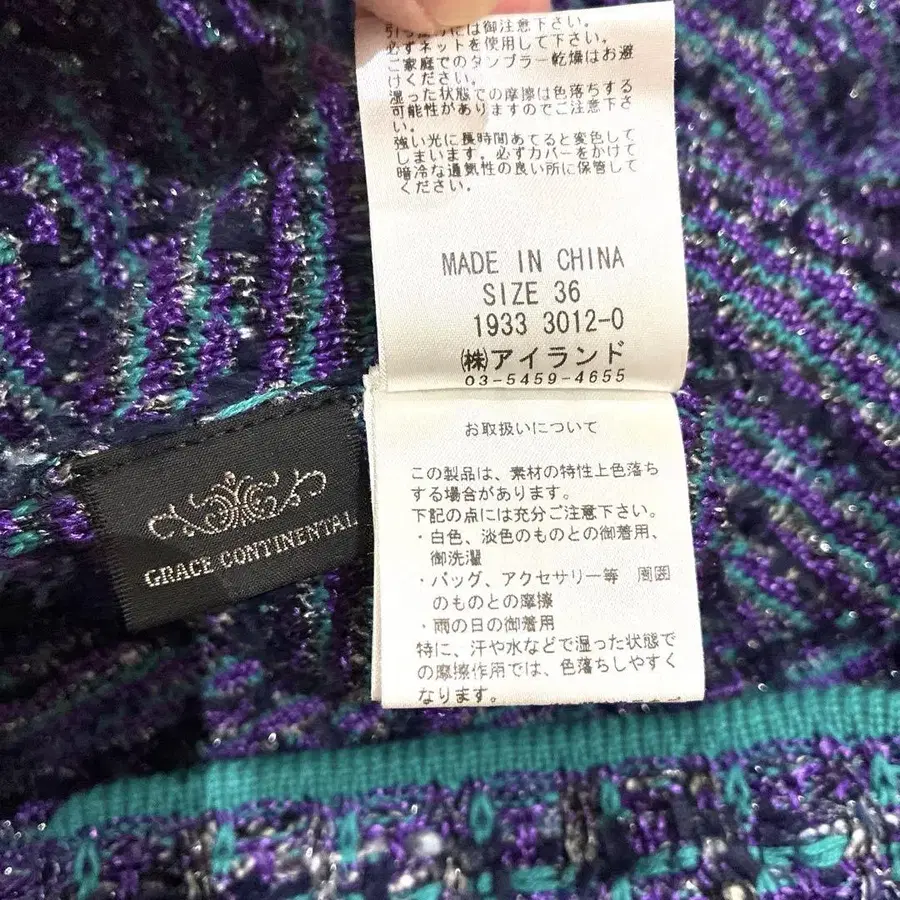 には御注意下さい。
必ずネットを使用して下さい。
ご家庭でのタンブラー乾燥はお避
けください。
湿った状態での摩擦は色落ちする
可能性がありますのでご注意下さ
い。
強い光に長時間あてると変色して
しまいます。必ずカバーをかけて
暗冷な通気性の良い所に保管して
ください。
MADE IN CHINA
SIZE 36
1933 3012-0
㈱アイランド
03-5459-4655
お取扱いについて
この製品は、素材の特性上色落ち
する場合があります。
下記の点には充分ご注意下さい。
・白色、淡色のものとの御着用、
御洗濯
・バッグ、アクセサリー等 周囲
のものとの摩擦
・雨の日の御着用
特に、汗や水などで湿った状態で
の摩擦作用では、色落ちしやすく
なります。
GRACE CONTINENTAL